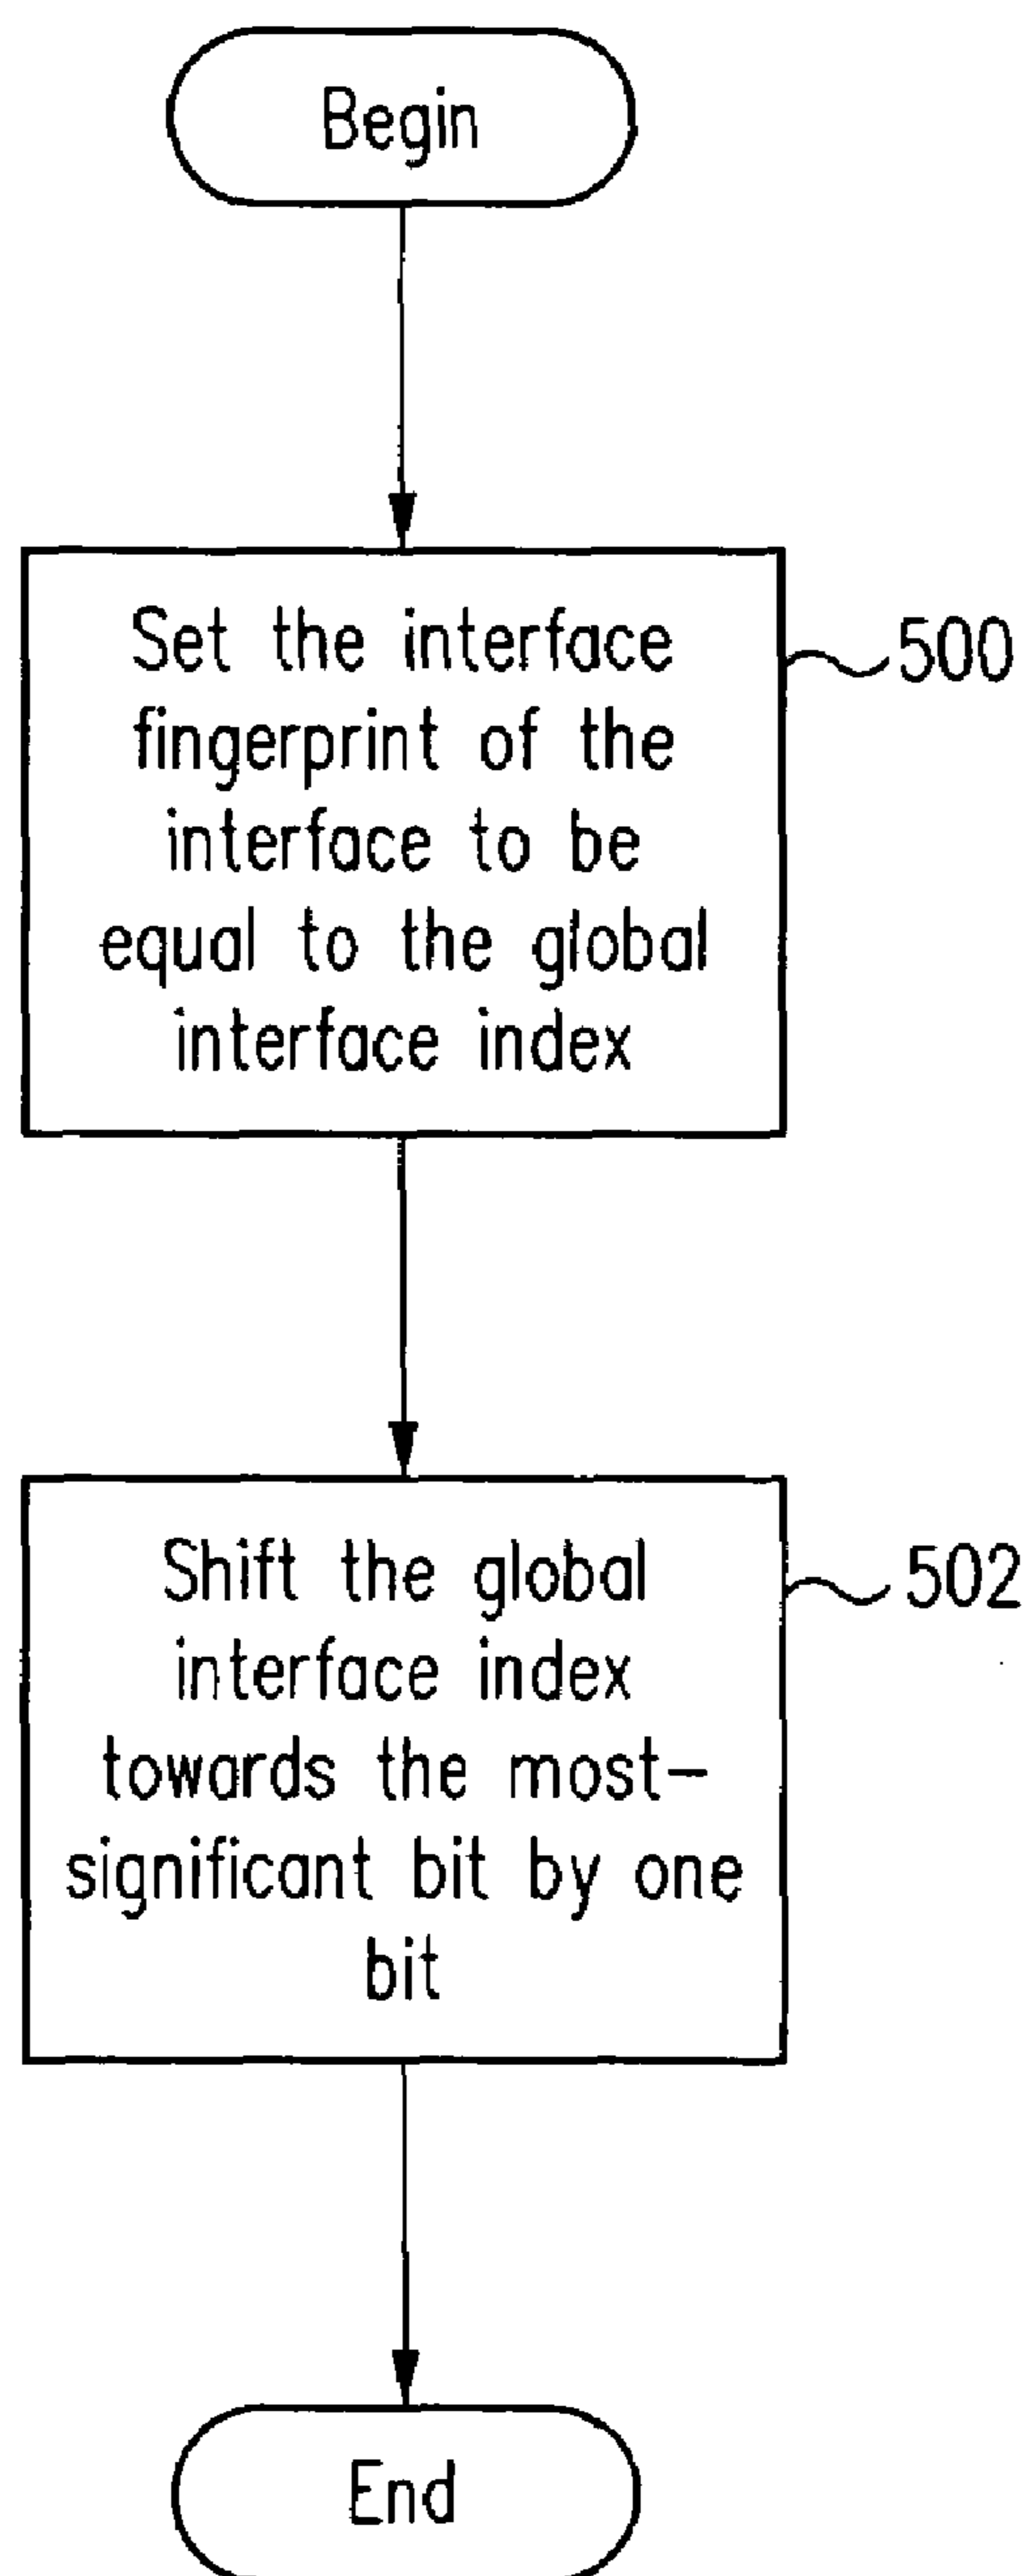 Begin
Set the interface
fingerprint of the
interface to be
equal to the global
interface index
500
Shift the global
interface index
towards the most-
significant bit by one
bit
502
End